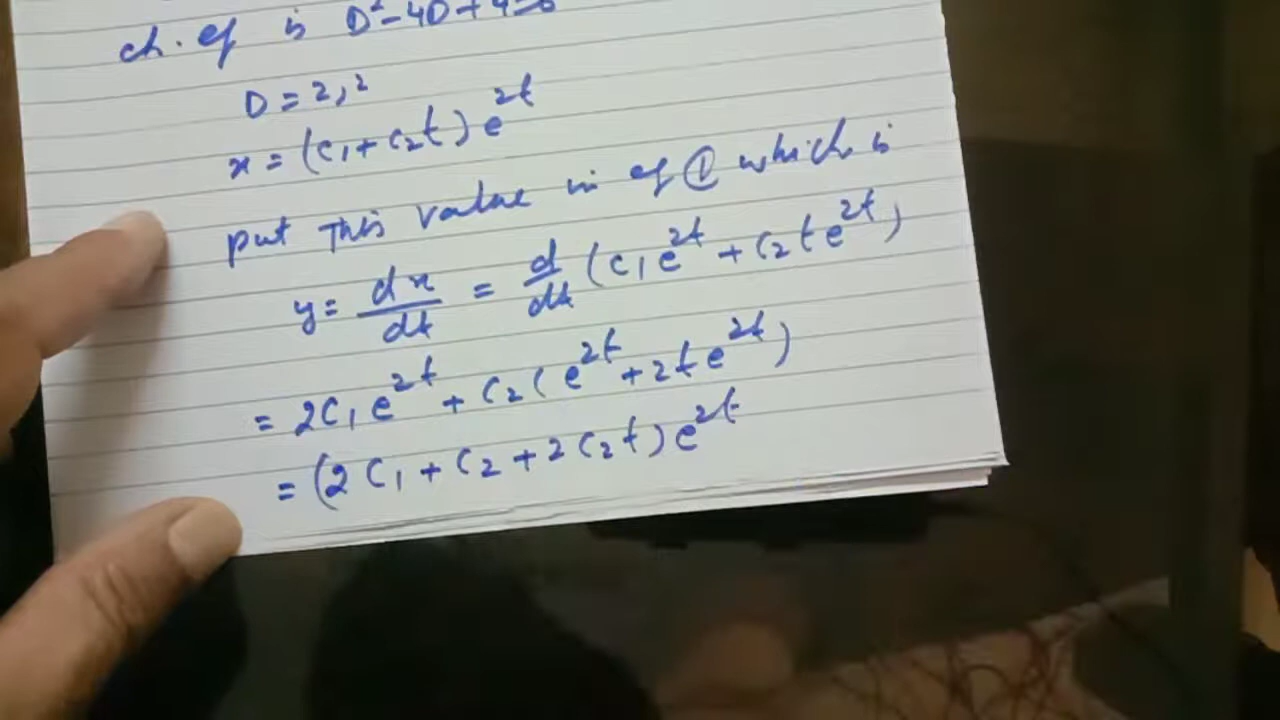 ch. eq is D²-4D+4=0
D = 2,2
x = (c₁+c₂t) e^2t
put this value in eq ① which is
y = dx/dt = d/dt (c₁e^2t + c₂te^2t)
= 2c₁e^2t + c₂(e^2t+2te^2t)
= (2c₁+c₂+2c₂t)e^2t